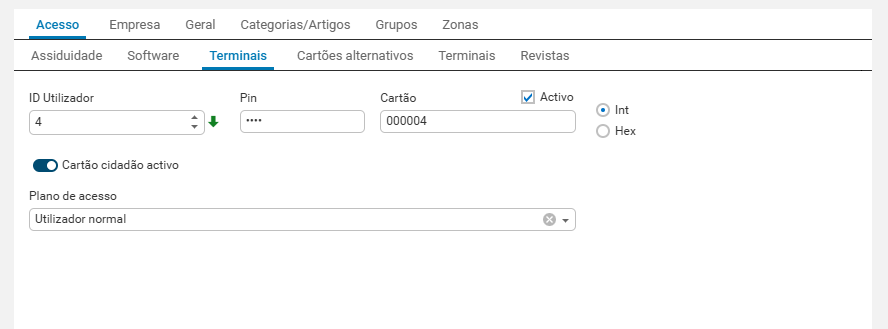 Acesso Empresa Geral Categorias/Artigos Grupos Zonas
Assiduidade Software Terminais Cartões alternativos Terminais Revistas
ID Utilizador Pin Cartão Activo
4 •••• 000004
Int
Hex
Cartão cidadão activo
Plano de acesso
Utilizador normal